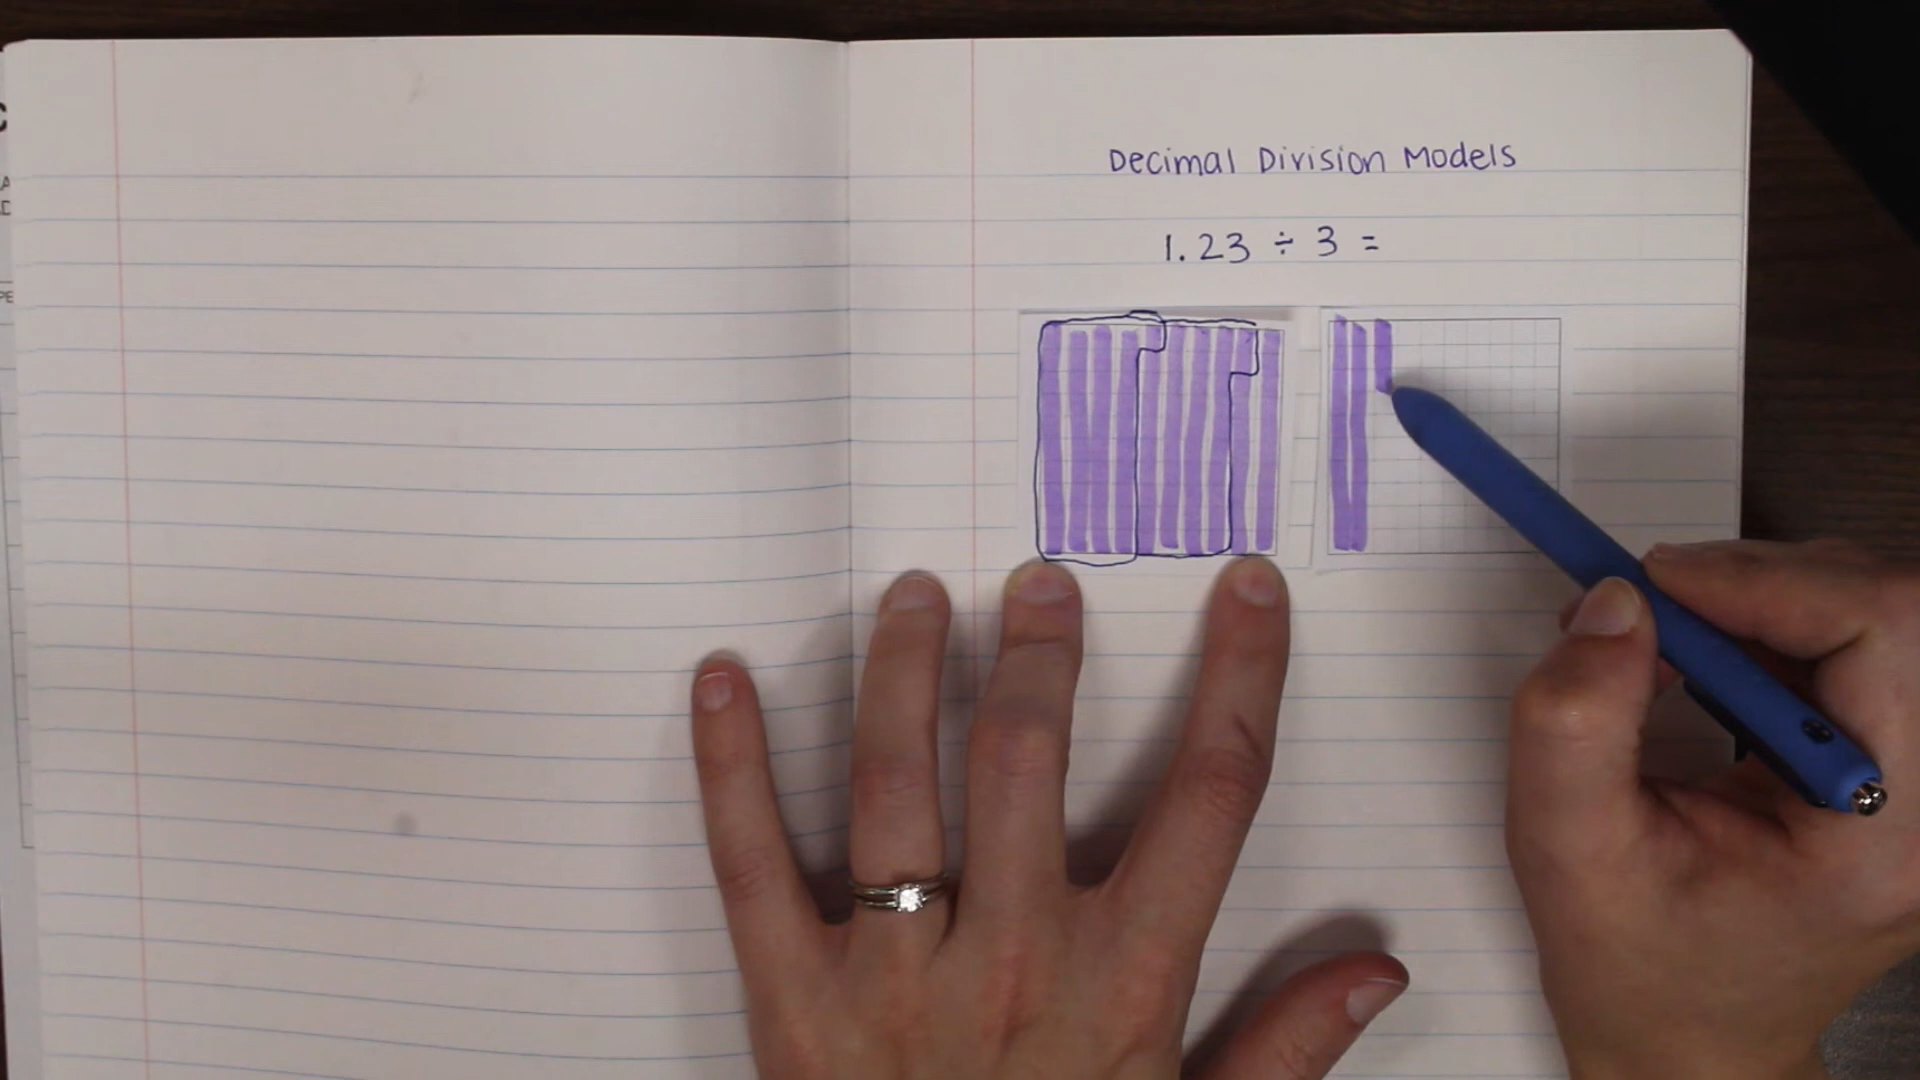 Decimal Division Models
1.23 ÷ 3 =